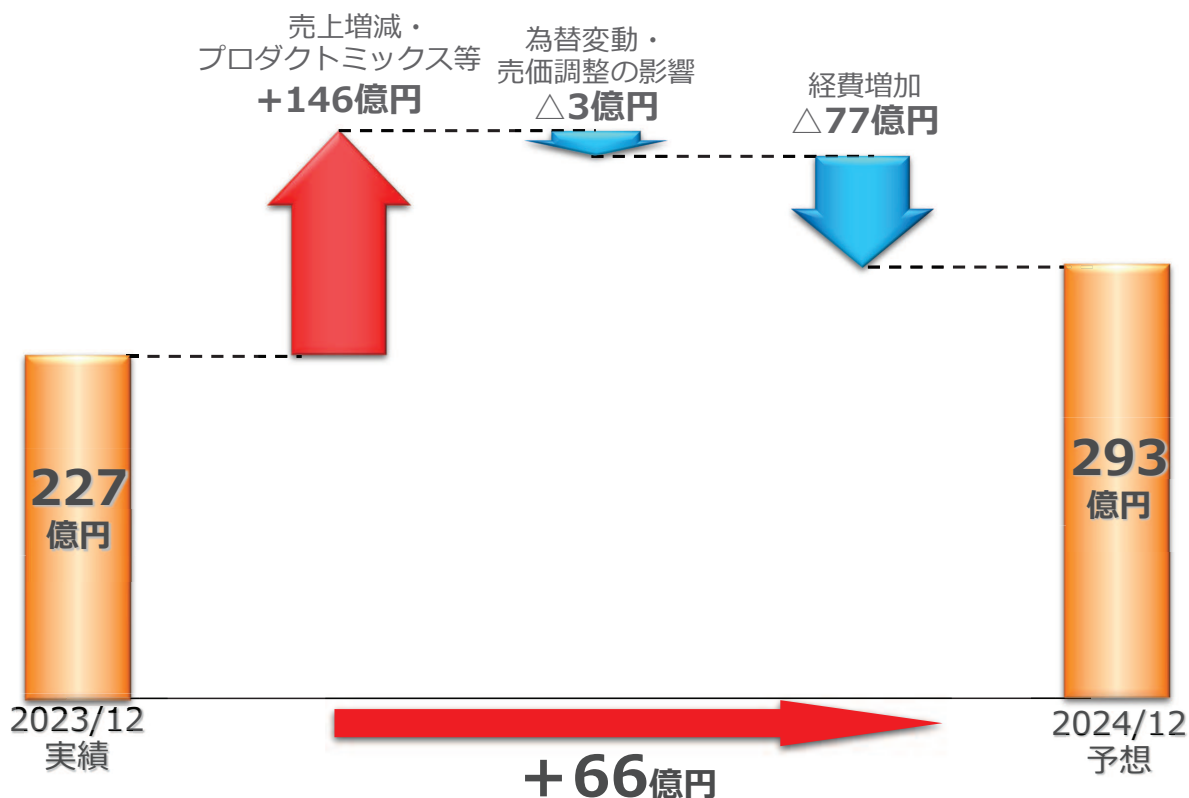 売上増減・
プロダクトミックス等
+146億円
為替変動・
売価調整の影響
△3億円
経費増加
△77億円
227
億円
293
億円
2023/12
実績
2024/12
予想
+66億円